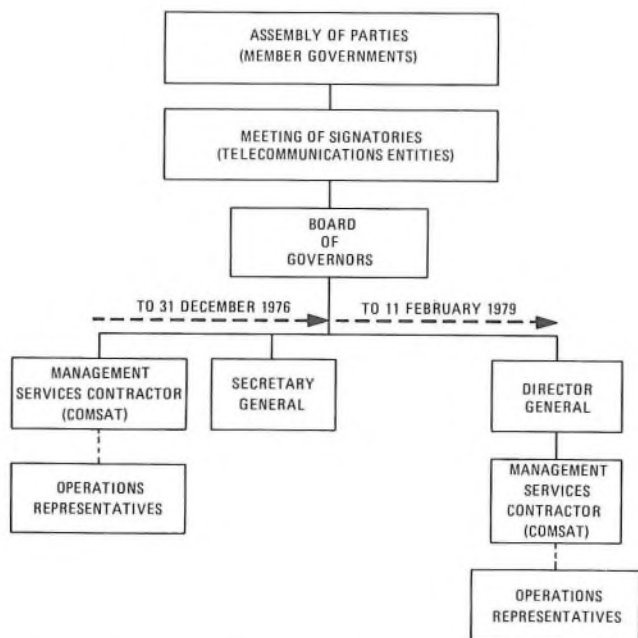 ASSEMBLY OF PARTIES
(MEMBER GOVERNMENTS)
MEETING OF SIGNATORIES
(TELECOMMUNICATIONS ENTITIES)
BOARD
OF
GOVERNORS
TO 31 DECEMBER 1976
TO 11 FEBRUARY 1979
MANAGEMENT
SERVICES CONTRACTOR
(COMSAT)
SECRETARY
GENERAL
DIRECTOR
GENERAL
OPERATIONS
REPRESENTATIVES
MANAGEMENT
SERVICES
CONTRACTOR
(COMSAT)
OPERATIONS
REPRESENTATIVES